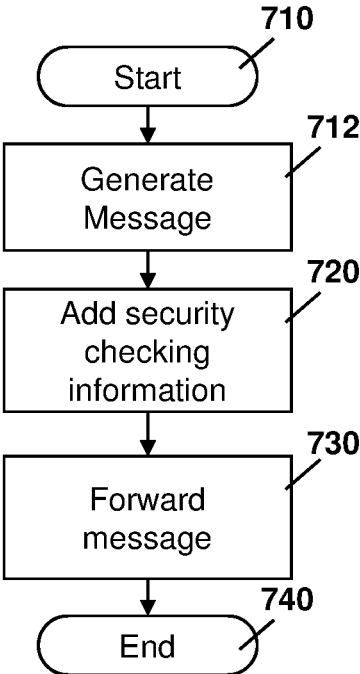 710
Start
712
Generate
Message
720
Add security
checking
information
730
Forward
message
740
End